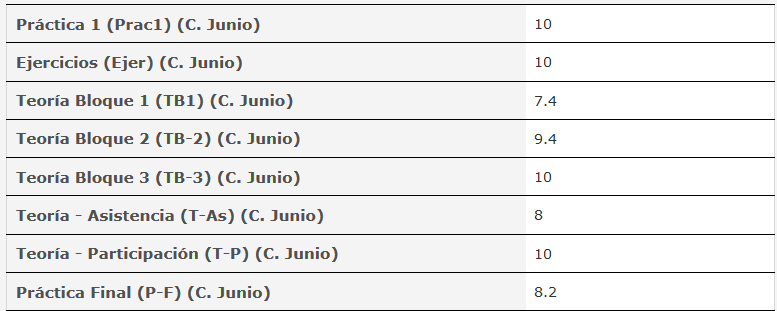 Práctica 1 (Prac1) (C. Junio) 10
Ejercicios (Ejer) (C. Junio) 10
Teoría Bloque 1 (TB1) (C. Junio) 7.4
Teoría Bloque 2 (TB-2) (C. Junio) 9.4
Teoría Bloque 3 (TB-3) (C. Junio) 10
Teoría - Asistencia (T-As) (C. Junio) 8
Teoría - Participación (T-P) (C. Junio) 10
Práctica Final (P-F) (C. Junio) 8.2